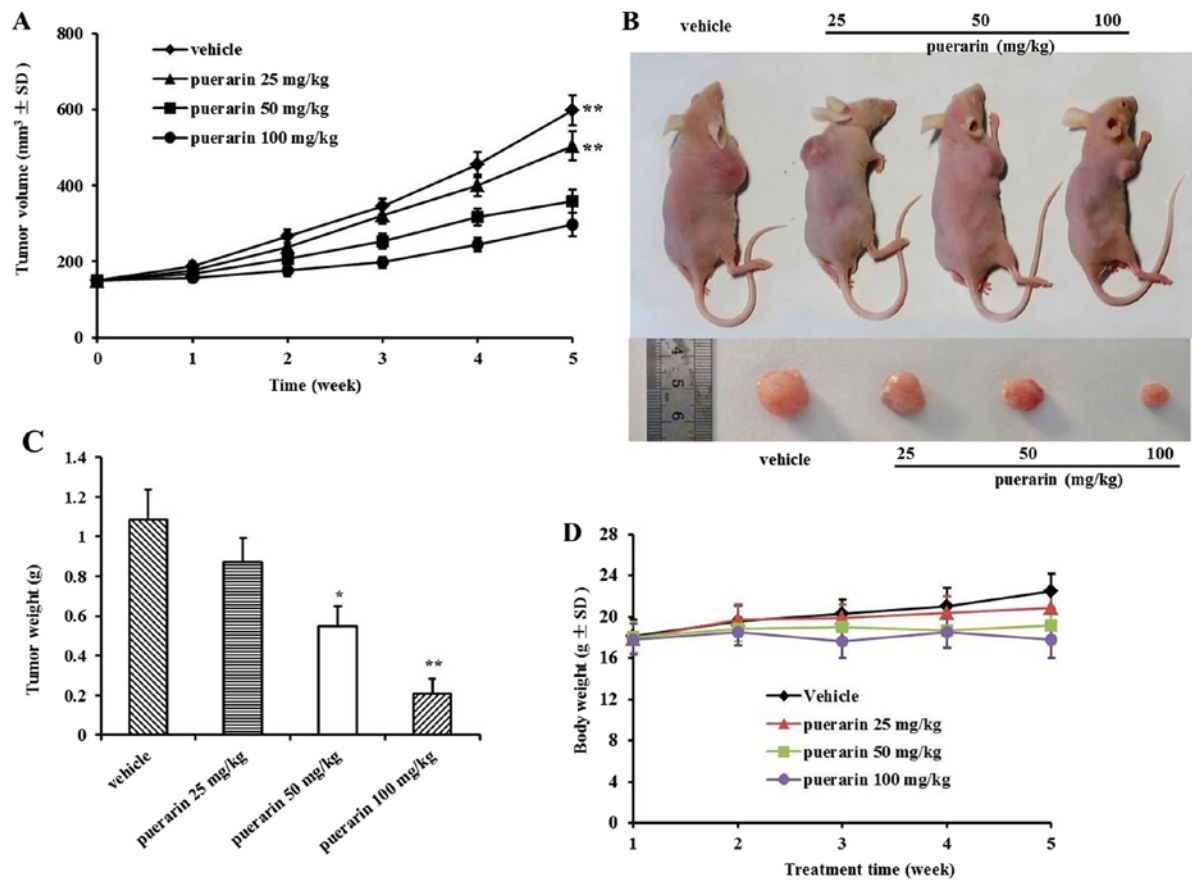 A
Tumor volume (mm³ ± SD)
800
600
400
200
0
vehicle
puerarin 25 mg/kg
puerarin 50 mg/kg
puerarin 100 mg/kg
**
**
0 1 2 3 4 5
Time (week)
B
vehicle 25 50 100
puerarin (mg/kg)
4
5
6
vehicle 25 50 100
puerarin (mg/kg)
C
Tumor weight (g)
1.4
1.2
1
0.8
0.6
0.4
0.2
0
*
**
vehicle
puerarin 25 mg/kg
puerarin 50 mg/kg
puerarin 100 mg/kg
D
Body weight (g ± SD )
28
24
20
16
12
8
4
0
Vehicle
puerarin 25 mg/kg
puerarin 50 mg/kg
puerarin 100 mg/kg
1 2 3 4 5
Treatment time (week)